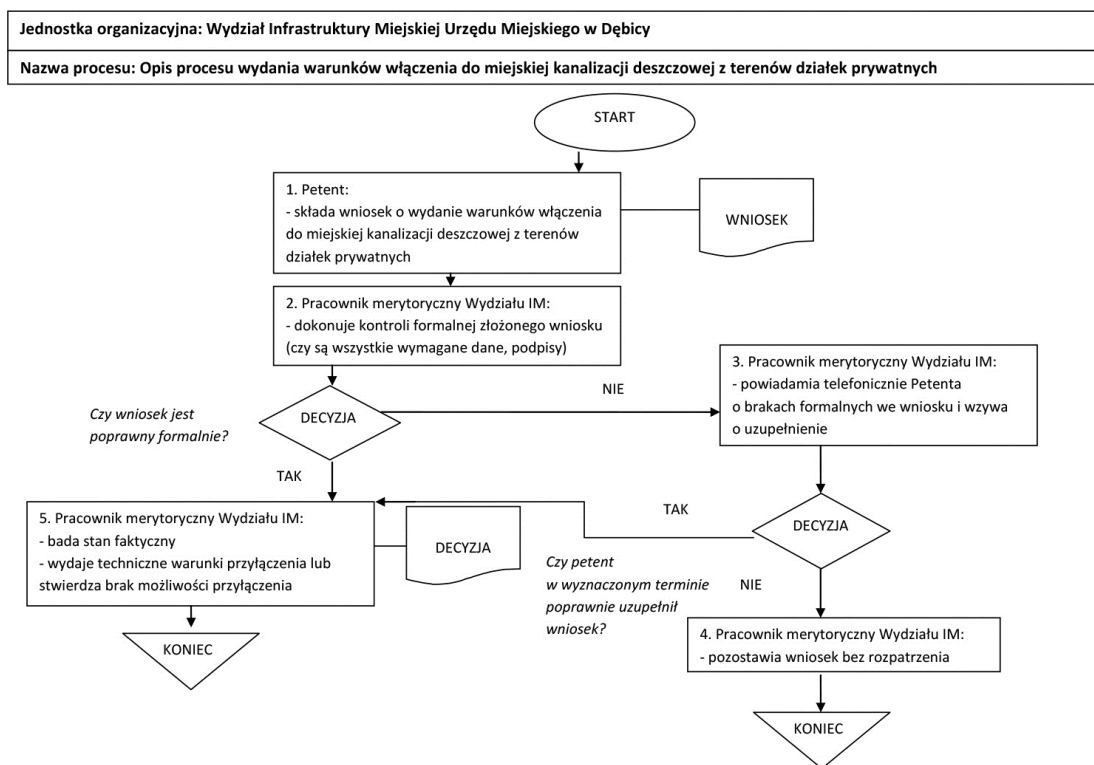 Jednostka organizacyjna: Wydział Infrastruktury Miejskiej Urzędu Miejskiego w Dębicy
Nazwa procesu: Opis procesu wydania warunków włączenia do miejskiej kanalizacji deszczowej z terenów działek prywatnych
START
1. Petent:
- składa wniosek o wydanie warunków włączenia
do miejskiej kanalizacji deszczowej z terenów
działek prywatnych
WNIOSEK
2. Pracownik merytoryczny Wydziału IM:
- dokonuje kontroli formalnej złożonego wniosku
(czy są wszystkie wymagane dane, podpisy)
Czy wniosek jest
poprawny formalnie?
DECYZJA
NIE
3. Pracownik merytoryczny Wydziału IM:
- powiadamia telefonicznie Petenta
o brakach formalnych we wniosku i wzywa
o uzupełnienie
TAK
5. Pracownik merytoryczny Wydziału IM:
- bada stan faktyczny
- wydaje techniczne warunki przyłączenia lub
stwierdza brak możliwości przyłączenia
DECYZJA
TAK
DECYZJA
Czy petent
w wyznaczonym terminie
poprawnie uzupełnił
wniosek?
NIE
KONIEC
4. Pracownik merytoryczny Wydziału IM:
- pozostawia wniosek bez rozpatrzenia
KONIEC